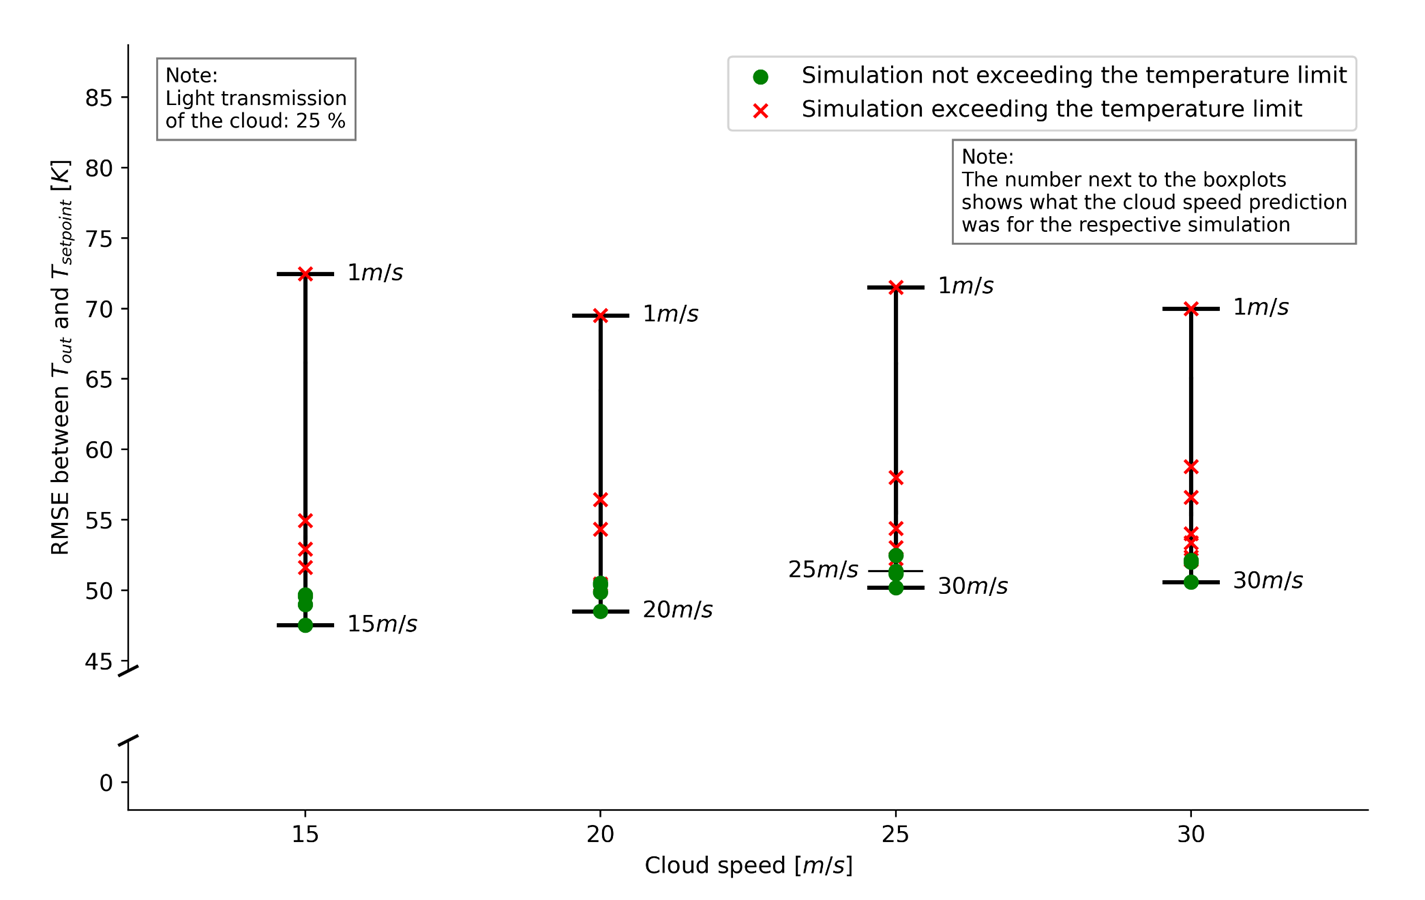 Note:
Light transmission
of the cloud: 25 %
Simulation not exceeding the temperature limit
Simulation exceeding the temperature limit
Note:
The number next to the boxplots
shows what the cloud speed prediction
was for the respective simulation
RMSE between T_out and T_setpoint [K]
85
80
75
70
65
60
55
50
45
0
1m/s
1m/s
1m/s
1m/s
15m/s
20m/s
25m/s
30m/s
30m/s
15
20
25
30
Cloud speed [m/s]